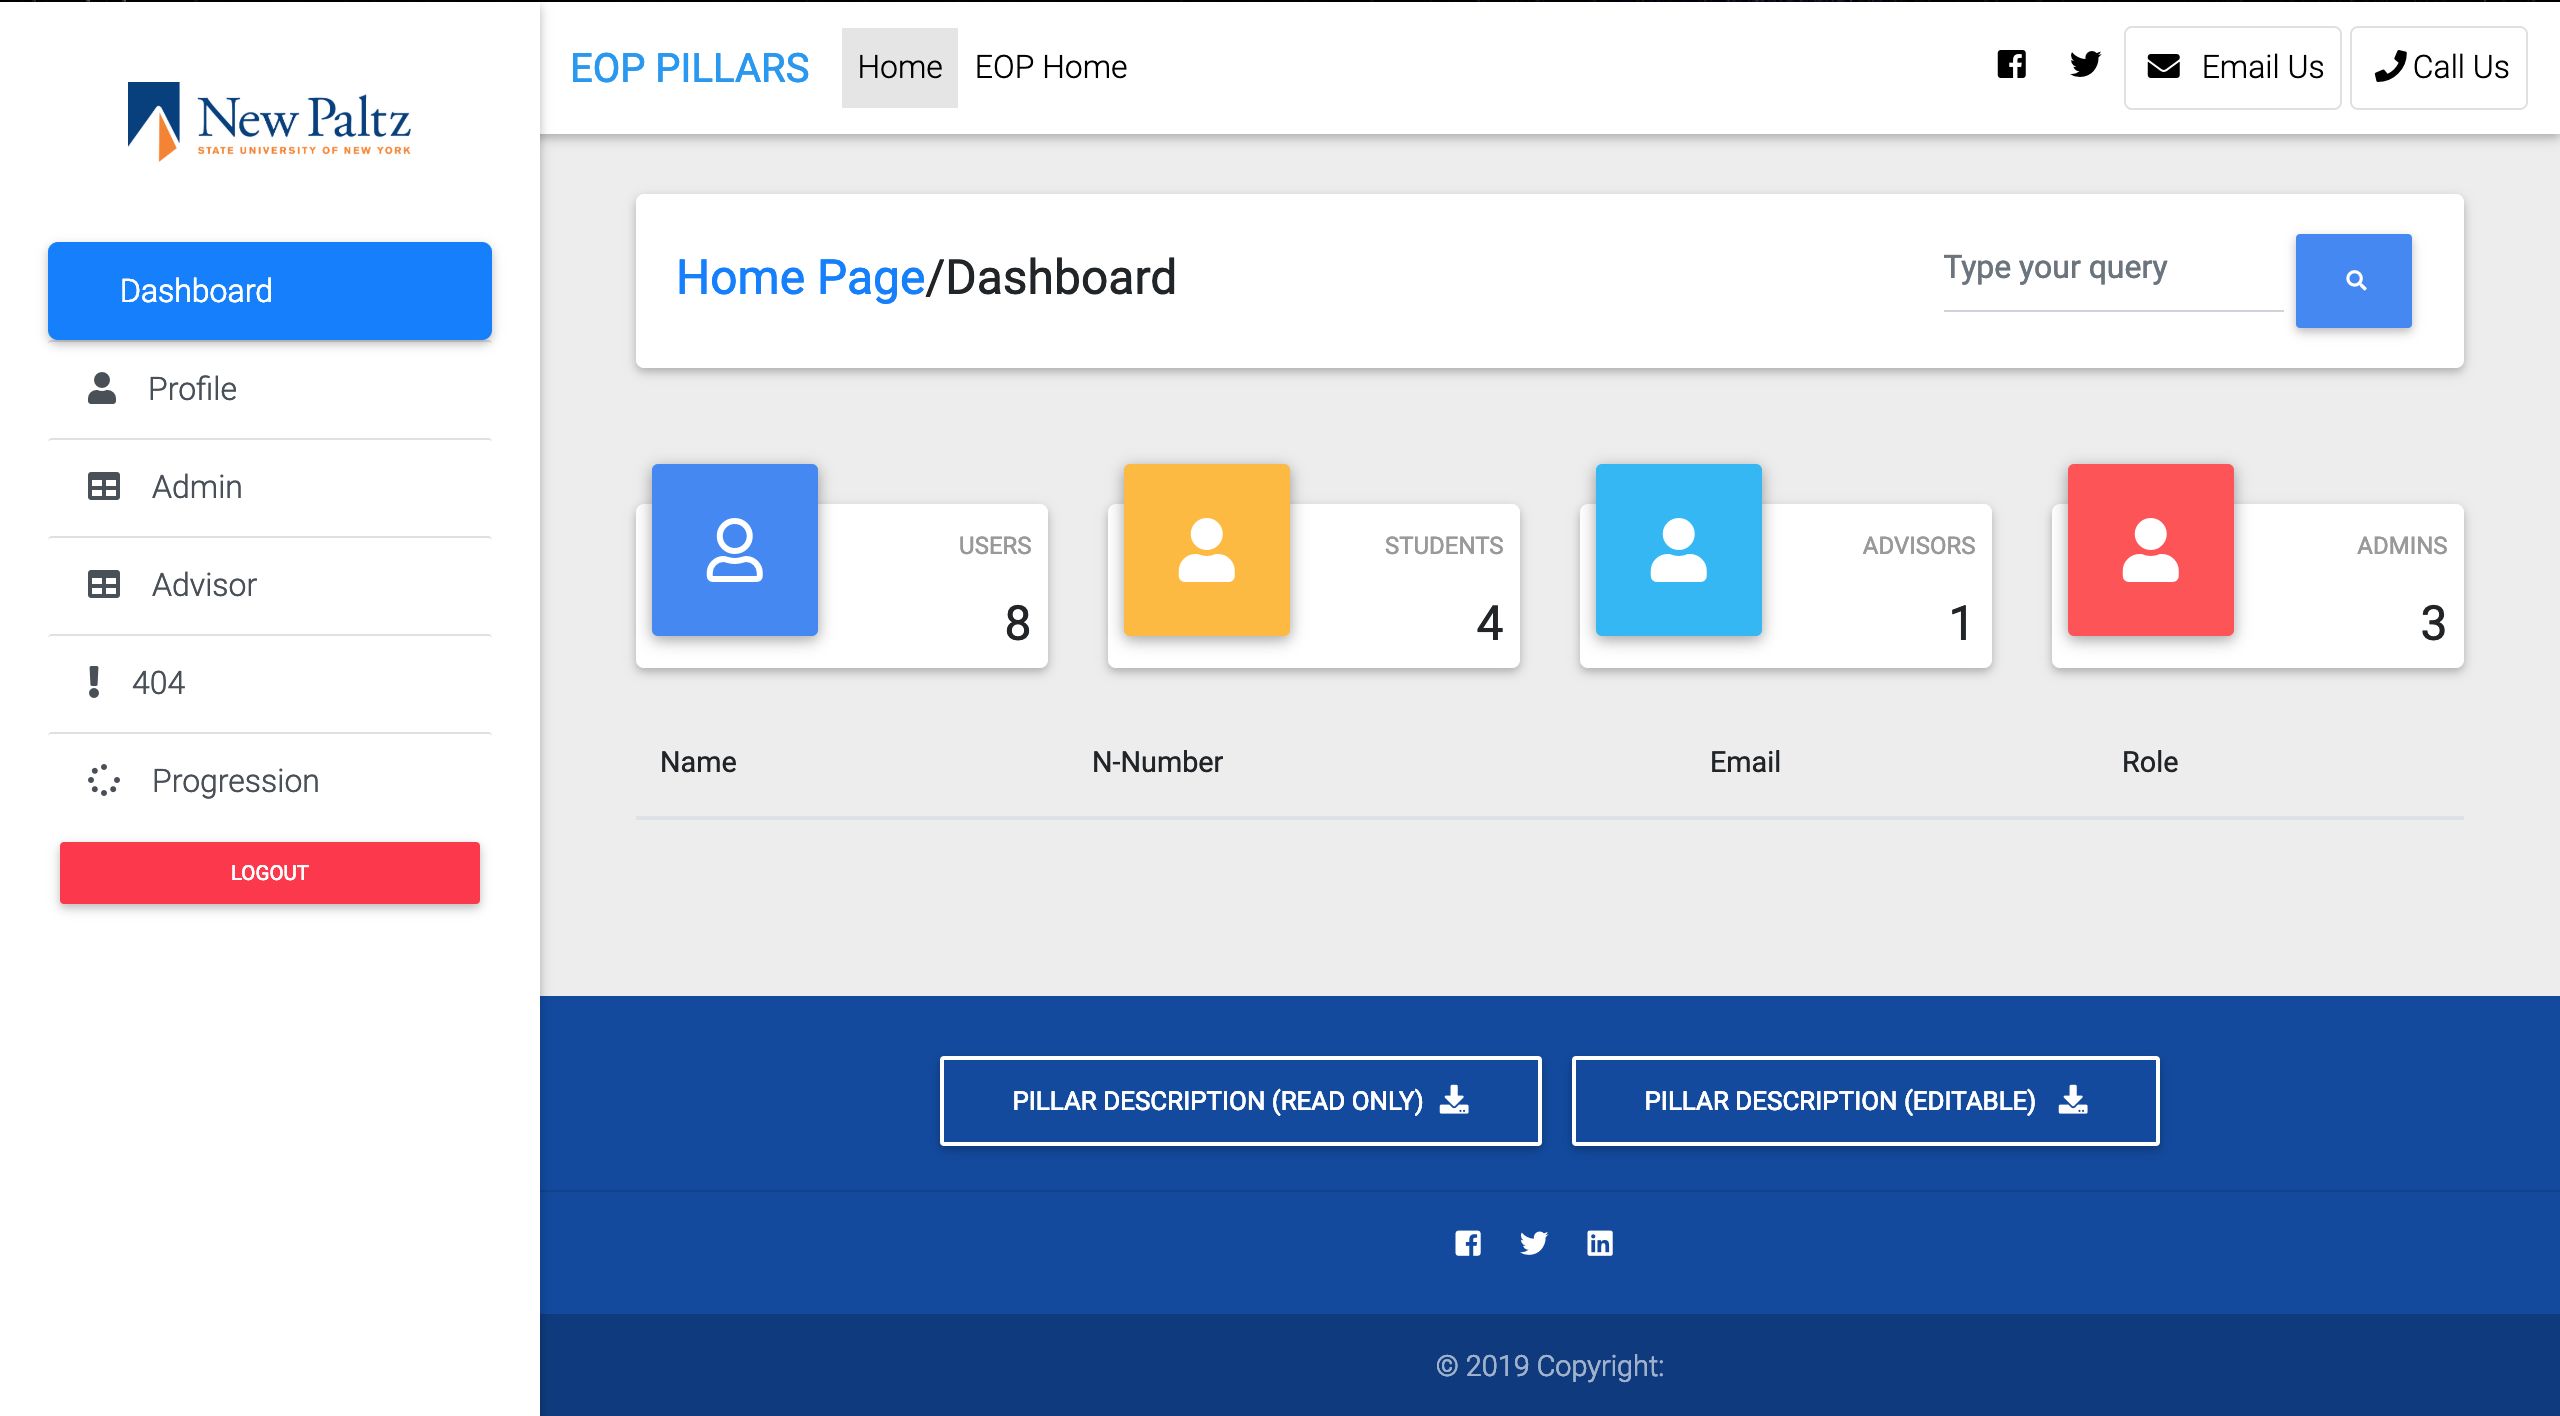 New Paltz
STATE UNIVERSITY OF NEW YORK
Dashboard
Profile
Admin
Advisor
404
Progression
LOGOUT
EOP PILLARS Home EOP Home Email Us Call Us
Home Page/Dashboard Type your query
USERS
8
STUDENTS
4
ADVISORS
1
ADMINS
3
Name N-Number Email Role
PILLAR DESCRIPTION (READ ONLY) PILLAR DESCRIPTION (EDITABLE)
© 2019 Copyright: